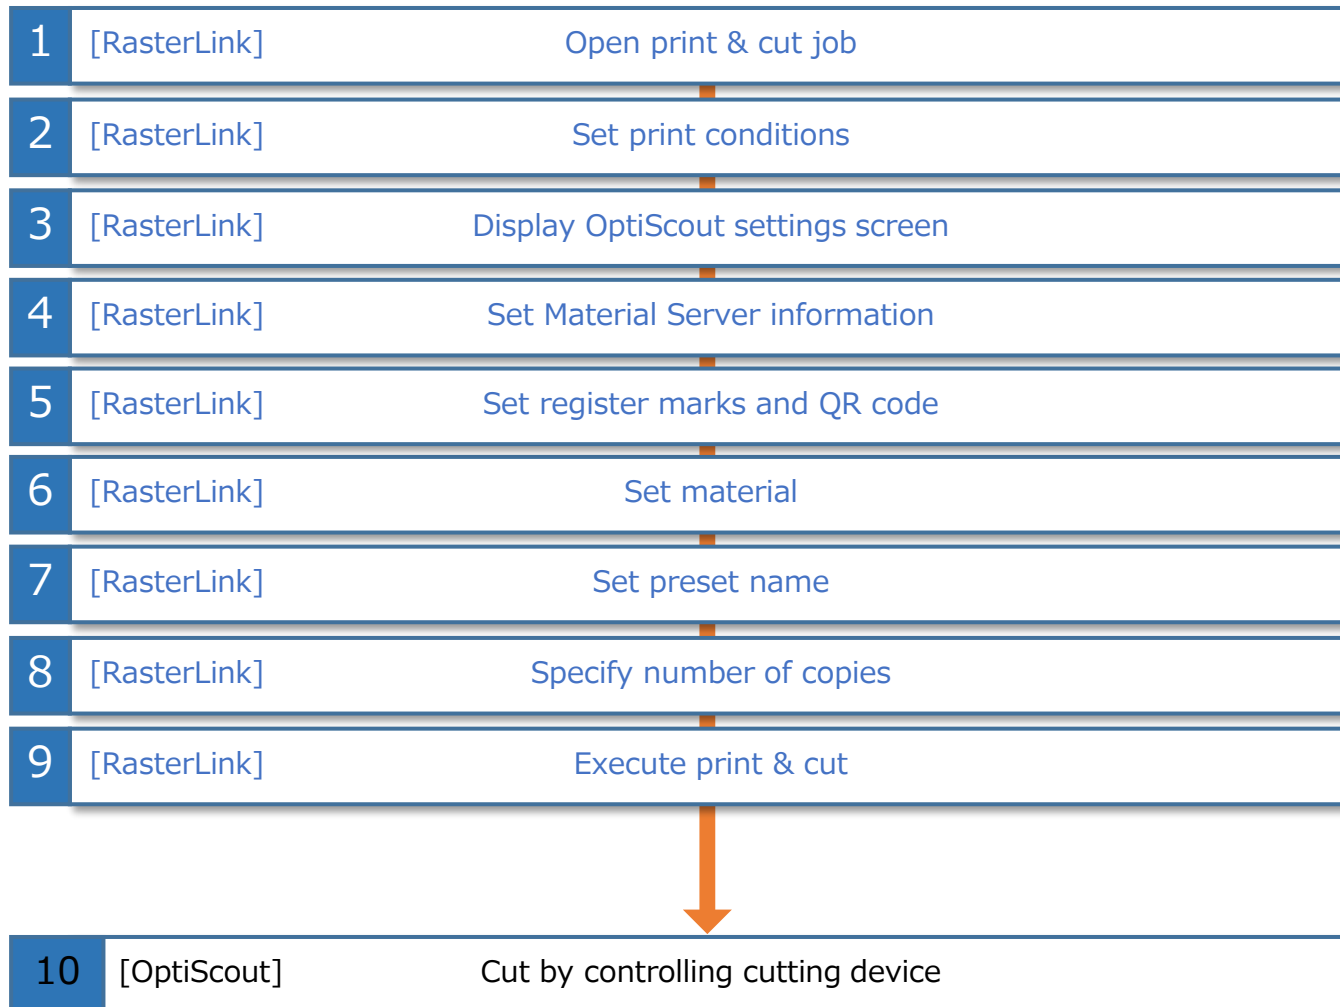 1 [RasterLink] Open print & cut job
2 [RasterLink] Set print conditions
3 [RasterLink] Display OptiScout settings screen
4 [RasterLink] Set Material Server information
5 [RasterLink] Set register marks and QR code
6 [RasterLink] Set material
7 [RasterLink] Set preset name
8 [RasterLink] Specify number of copies
9 [RasterLink] Execute print & cut
10 [OptiScout] Cut by controlling cutting device